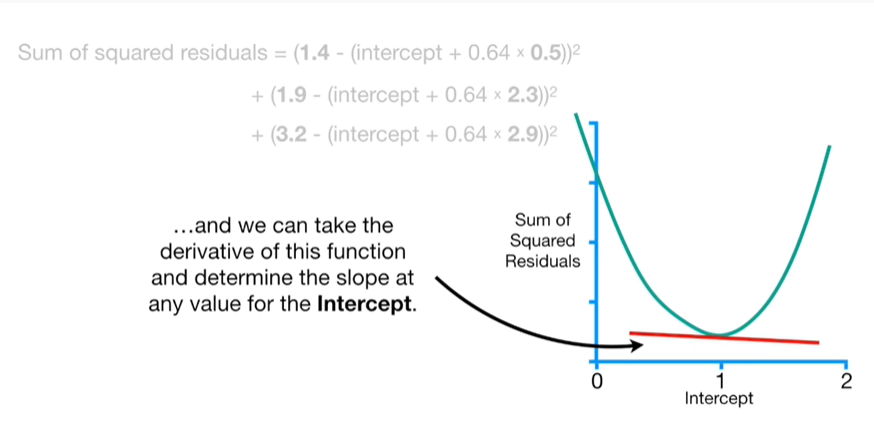 Sum of squared residuals = (1.4 - (intercept + 0.64 × 0.5))²
+ (1.9 - (intercept + 0.64 × 2.3))²
+ (3.2 - (intercept + 0.64 × 2.9))²
…and we can take the
derivative of this function
and determine the slope at
any value for the Intercept.
Sum of
Squared
Residuals
0
1
2
Intercept